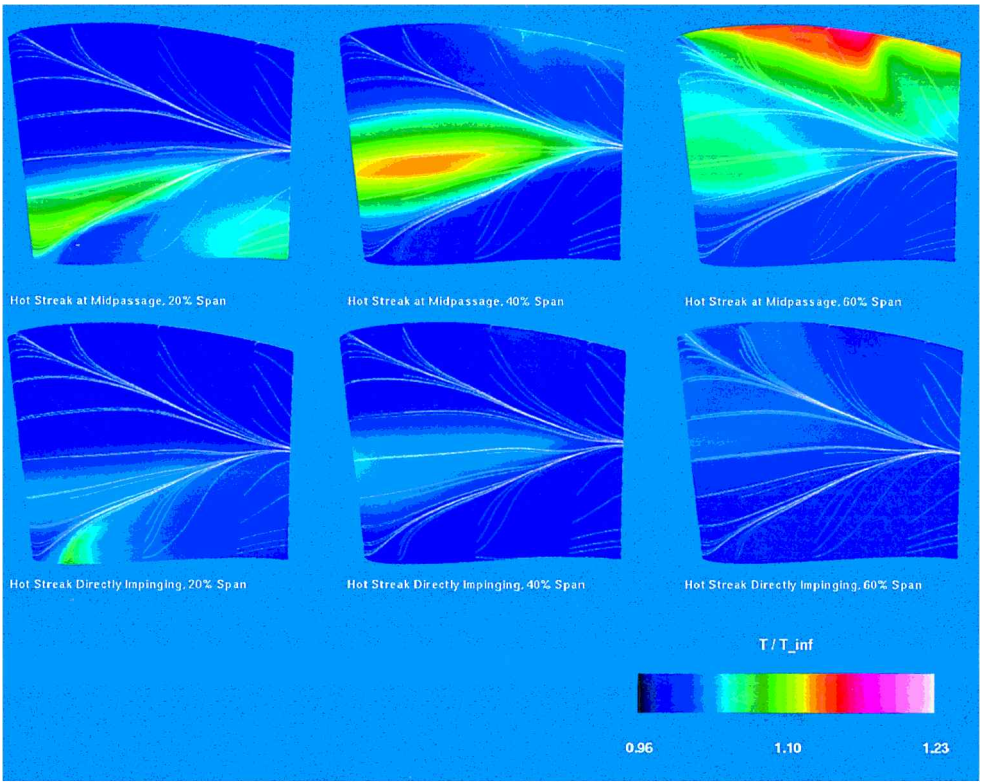 Hot Streak at Midpassage, 20% Span
Hot Streak at Midpassage, 40% Span
Hot Streak at Midpassage, 60% Span
Hot Streak Directly Impinging, 20% Span
Hot Streak Directly Impinging, 40% Span
Hot Streak Directly Impinging, 60% Span
T / T_inf
0.96 1.10 1.23